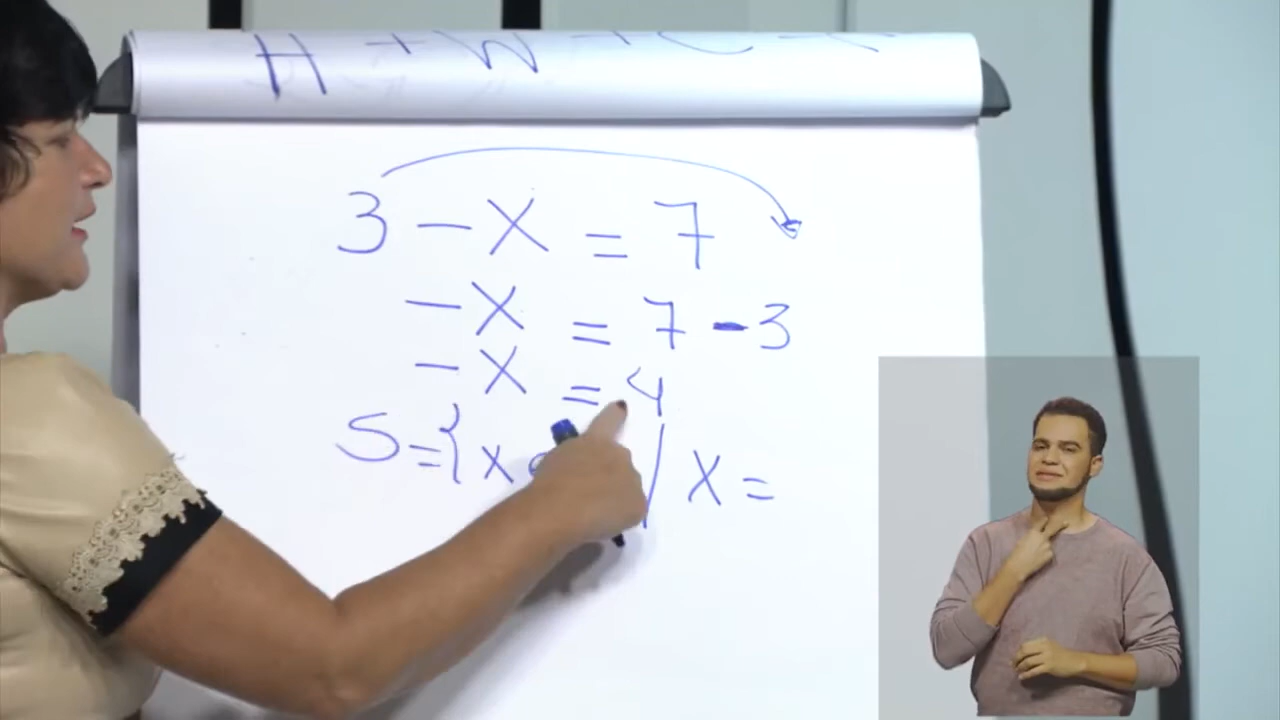 H + W + C
3 - X = 7
- X = 7 - 3
- X = 4
S = { x / X =